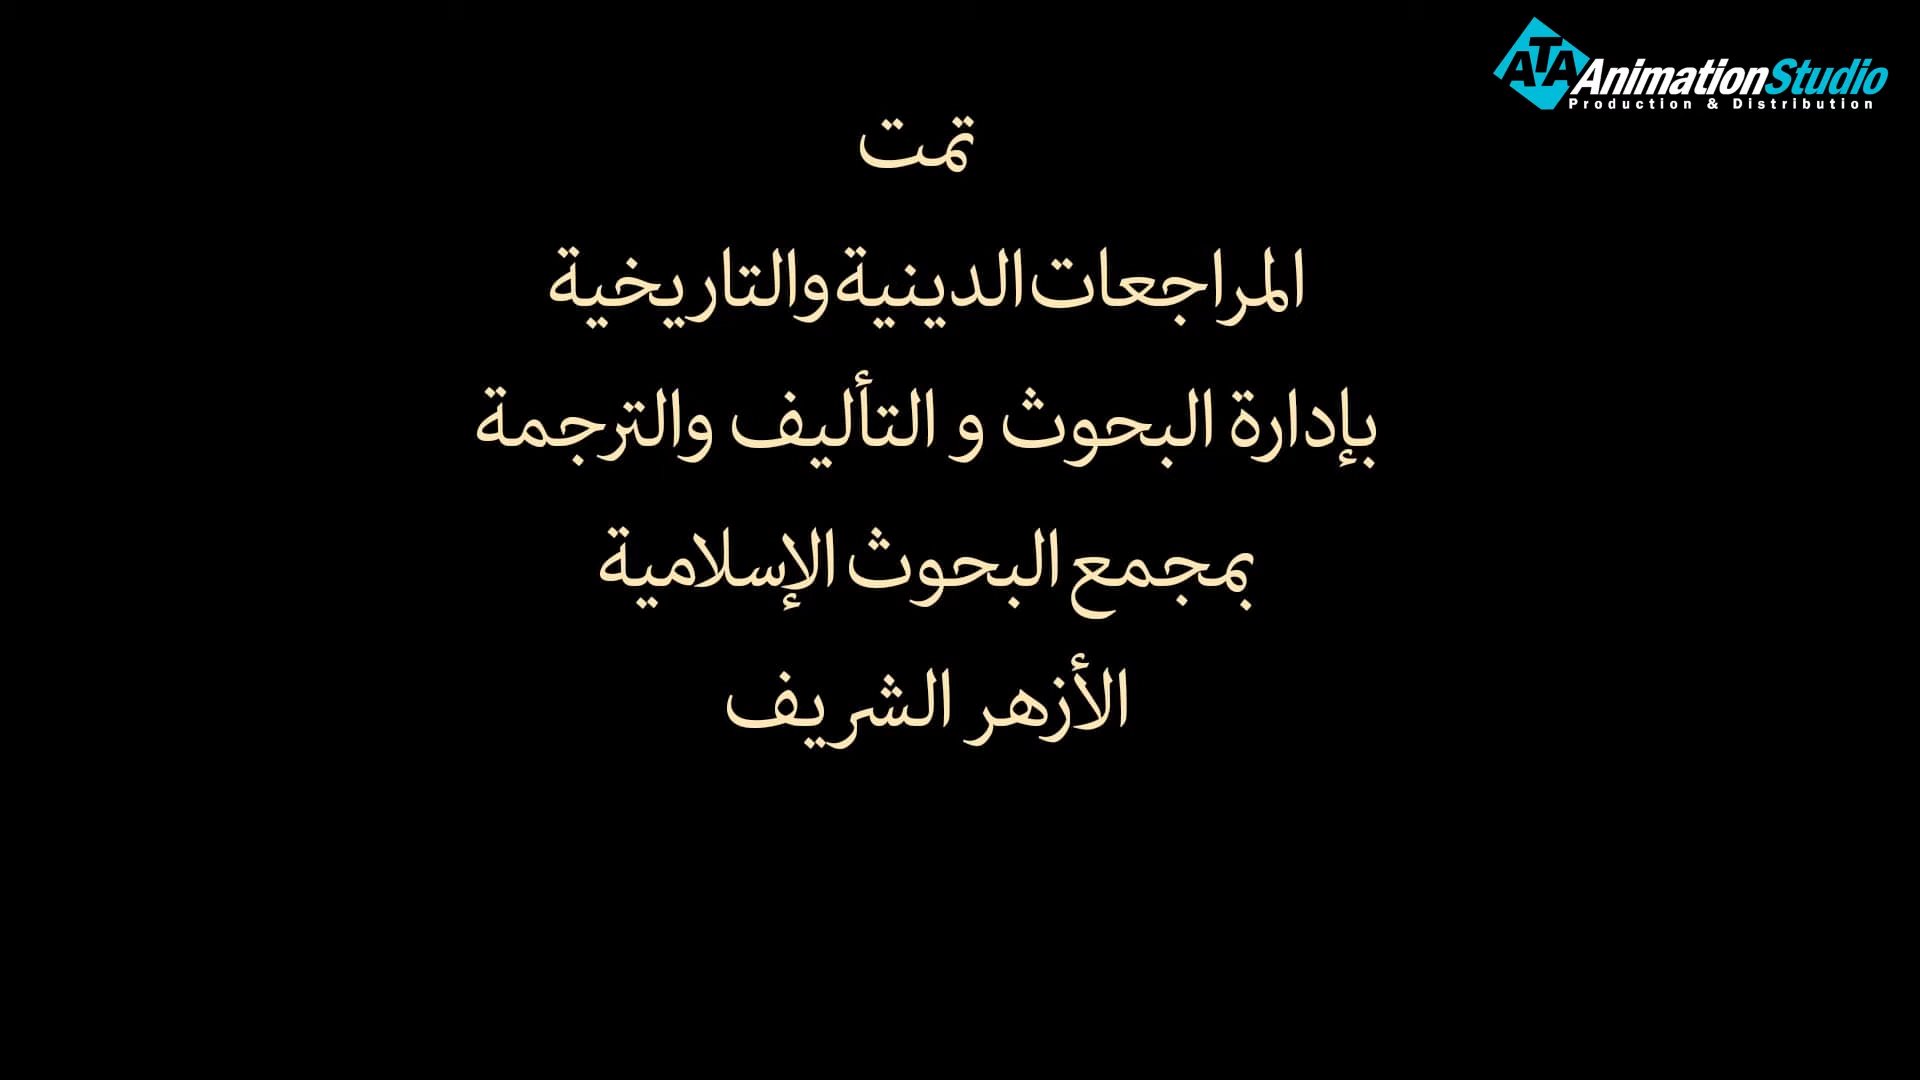 ATA AnimationStudio
Production & Distribution
تمت
المراجعات الدينية والتاريخية
بإدارة البحوث و التأليف والترجمة
بمجمع البحوث الإسلامية
الأزهر الشريف